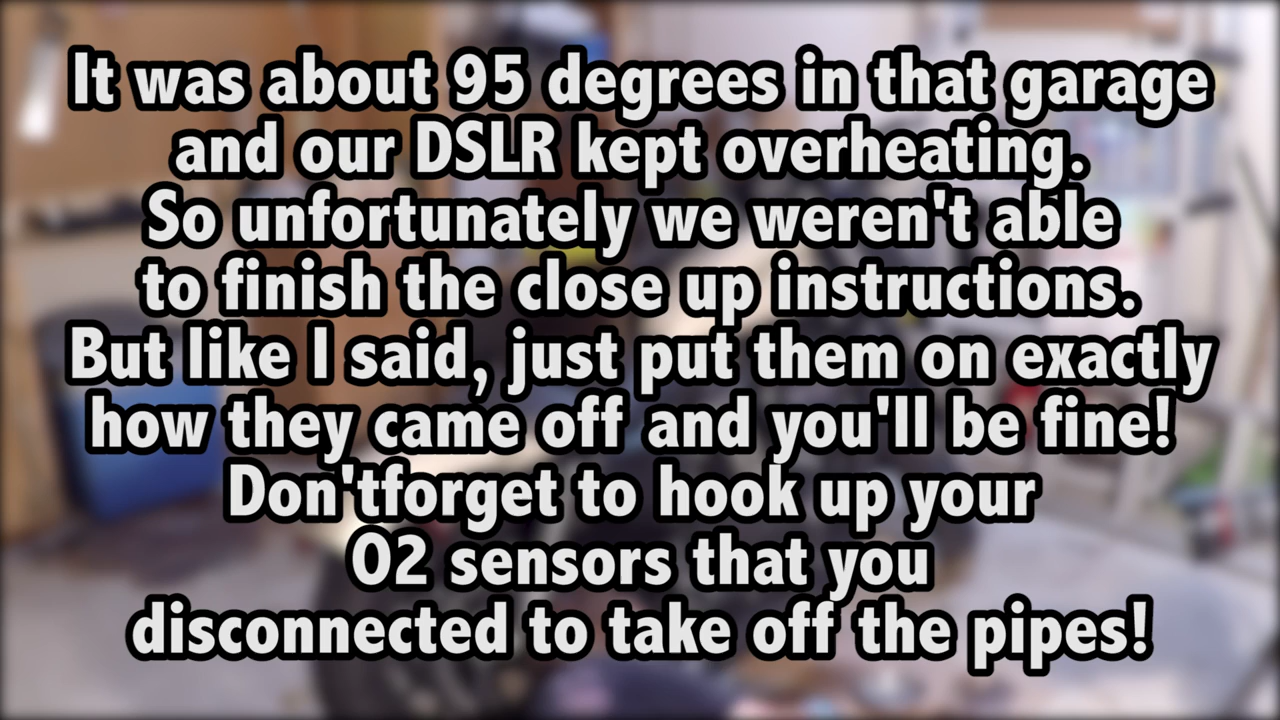 It was about 95 degrees in that garage
and our DSLR kept overheating.
So unfortunately we weren't able
to finish the close up instructions.
But like I said, just put them on exactly
how they came off and you'll be fine!
Don'tforget to hook up your
O2 sensors that you
disconnected to take off the pipes!